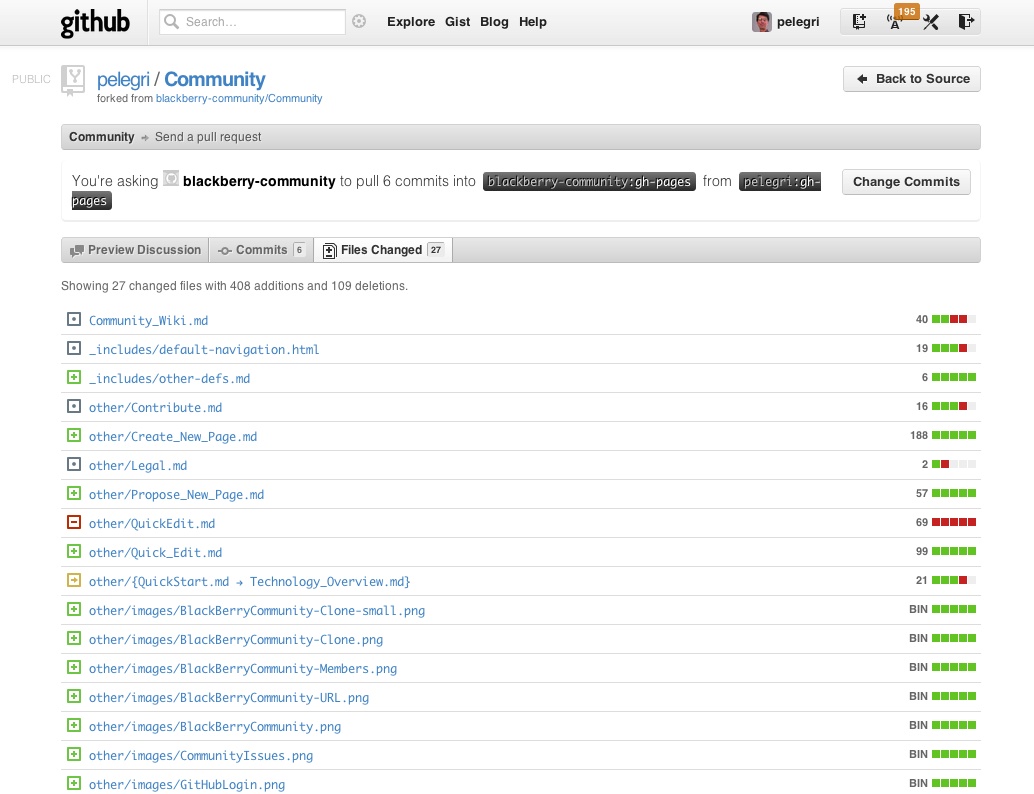 github
Search…
Explore Gist Blog Help
pelegri
195
PUBLIC
pelegri / Community
forked from blackberry-community/Community
Back to Source
Community Send a pull request
You're asking blackberry-community to pull 6 commits into blackberry-community:gh-pages from pelegri:gh-
pages
Change Commits
Preview Discussion Commits 6 Files Changed 27
Showing 27 changed files with 408 additions and 109 deletions.
Community_Wiki.md 40
_includes/default-navigation.html 19
_includes/other-defs.md 6
other/Contribute.md 16
other/Create_New_Page.md 188
other/Legal.md 2
other/Propose_New_Page.md 57
other/QuickEdit.md 69
other/Quick_Edit.md 99
other/{QuickStart.md → Technology_Overview.md} 21
other/images/BlackBerryCommunity-Clone-small.png BIN
other/images/BlackBerryCommunity-Clone.png BIN
other/images/BlackBerryCommunity-Members.png BIN
other/images/BlackBerryCommunity-URL.png BIN
other/images/BlackBerryCommunity.png BIN
other/images/CommunityIssues.png BIN
other/images/GitHubLogin.png BIN